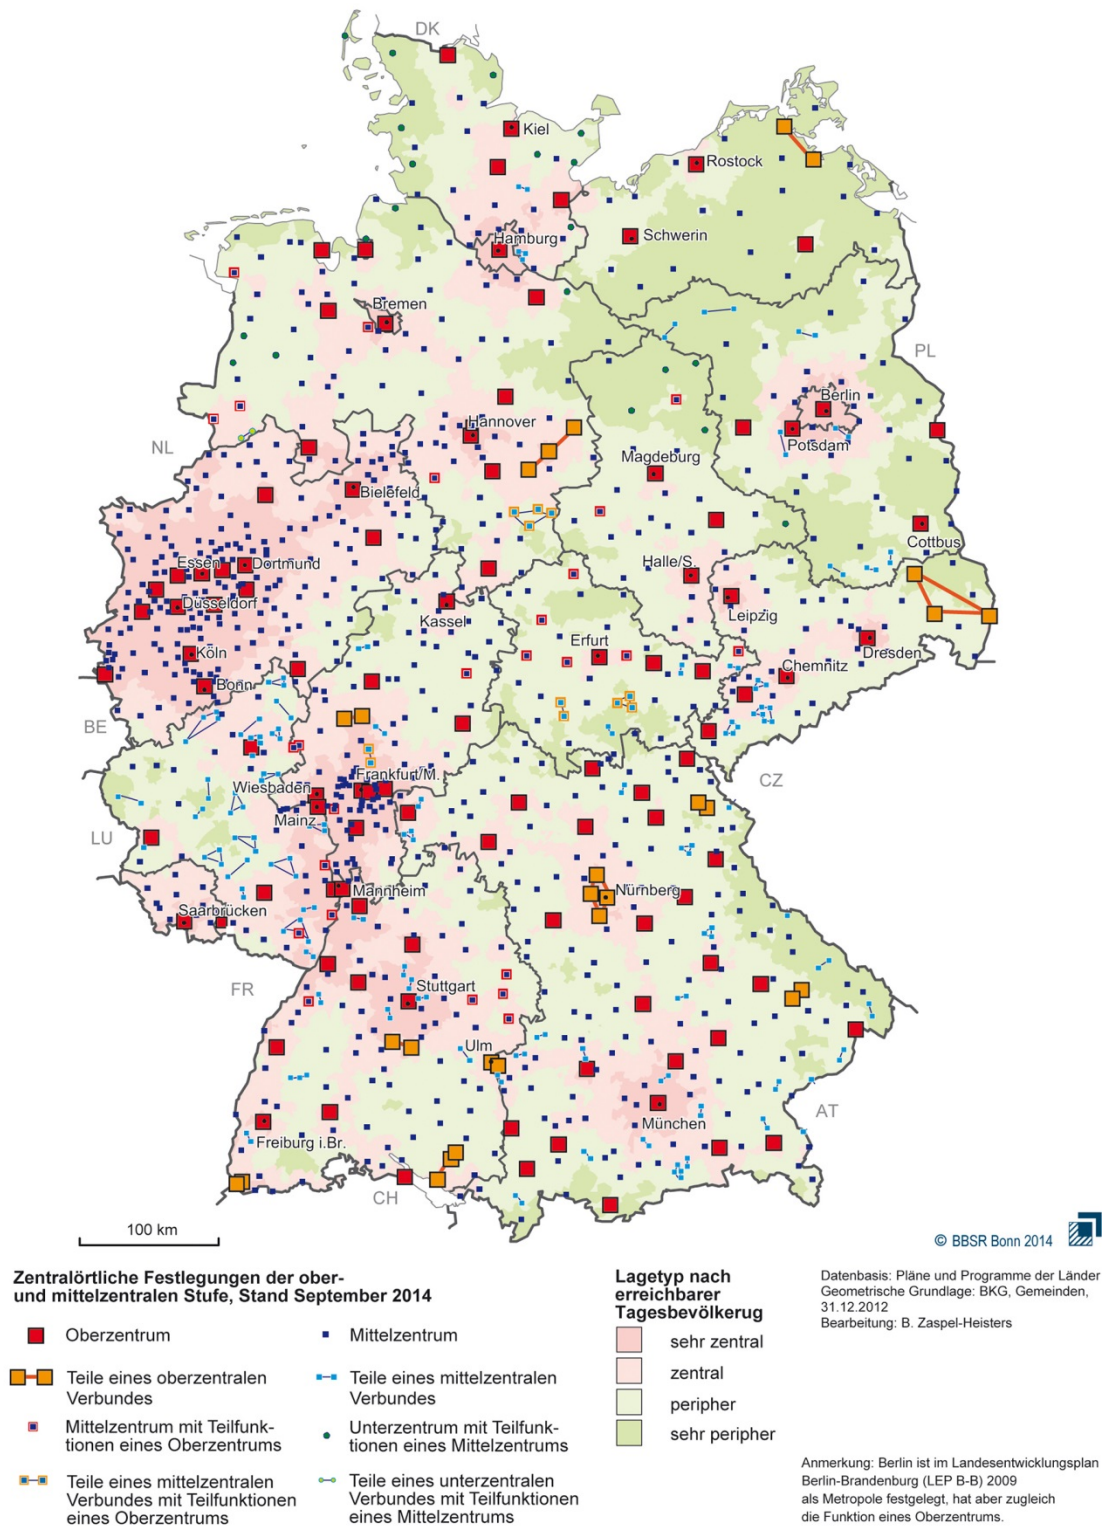 DK
Kiel
Rostock
Hamburg
Schwerin
Bremen
PL
Berlin
Hannover
Potsdam
NL
Magdeburg
Bielefeld
Cottbus
Essen
Dortmund
Halle/S.
Düsseldorf
Leipzig
Kassel
Erfurt
Dresden
Köln
Chemnitz
Bonn
BE
CZ
Frankfurt/M.
Wiesbaden
Mainz
LU
Mannheim
Nürnberg
Saarbrücken
FR
Stuttgart
Ulm
AT
München
Freiburg i.Br.
CH
100 km
© BBSR Bonn 2014
Zentralörtliche Festlegungen der ober-
und mittelzentralen Stufe, Stand September 2014
Oberzentrum
Mittelzentrum
Teile eines oberzentralen
Verbundes
Teile eines mittelzentralen
Verbundes
Mittelzentrum mit Teilfunk-
tionen eines Oberzentrums
Unterzentrum mit Teilfunk-
tionen eines Mittelzentrums
Teile eines mittelzentralen
Verbundes mit Teilfunktionen
eines Oberzentrums
Teile eines unterzentralen
Verbundes mit Teilfunktionen
eines Mittelzentrums
Lagetyp nach
erreichbarer
Tagesbevölkerug
sehr zentral
zentral
peripher
sehr peripher
Datenbasis: Pläne und Programme der Länder
Geometrische Grundlage: BKG, Gemeinden,
31.12.2012
Bearbeitung: B. Zaspel-Heisters
Anmerkung: Berlin ist im Landesentwicklungsplan
Berlin-Brandenburg (LEP B-B) 2009
als Metropole festgelegt, hat aber zugleich
die Funktion eines Oberzentrums.